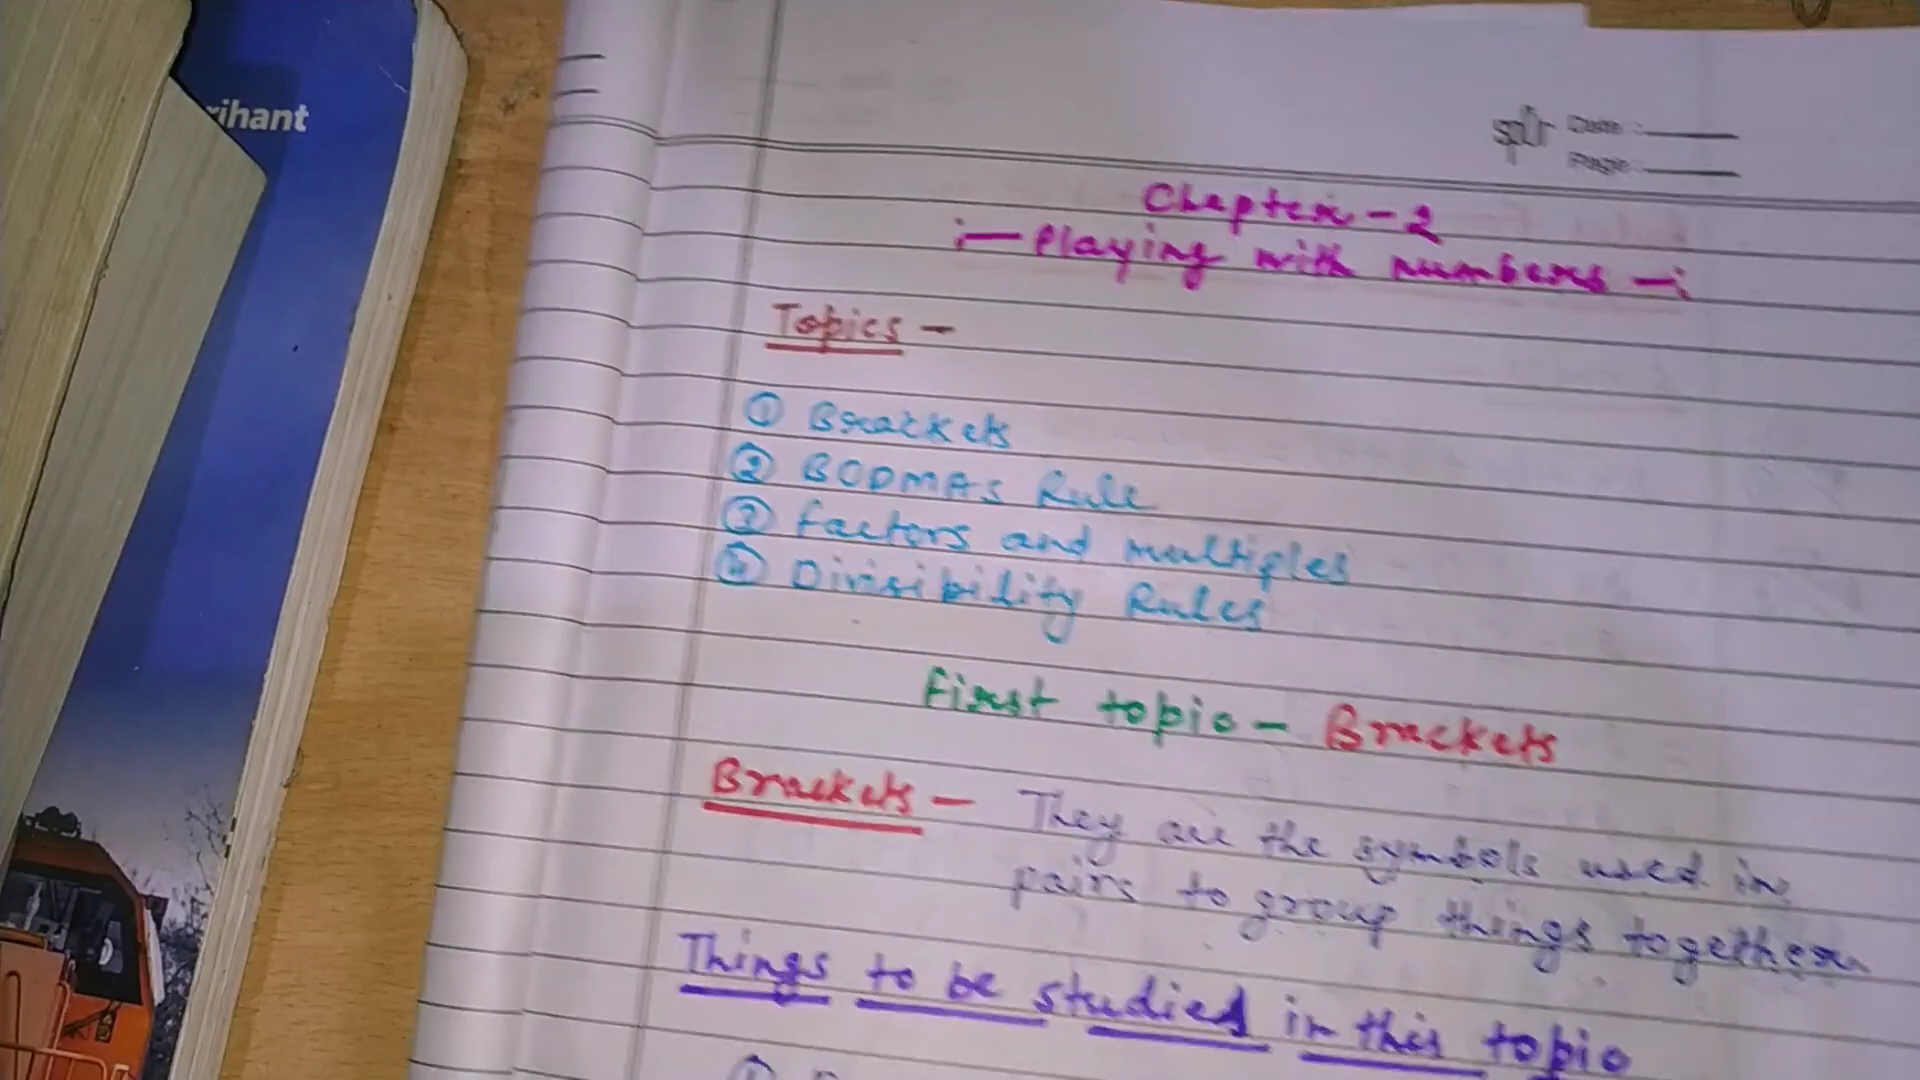 rihant
Date :
Page :
Chapter - 2
:— Playing with numbers —:
Topics -
① Brackets
② BODMAS Rule
③ factors and multiples
④ Divisibility Rules
First topic - Brackets
Brackets - They are the symbols used in
pairs to group things together
Things to be studied in this topic